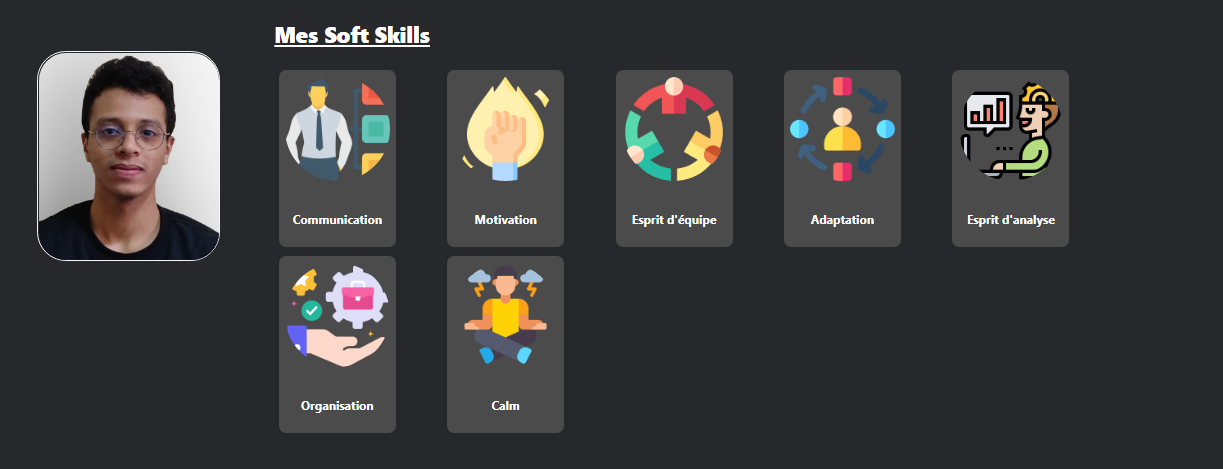 Mes Soft Skills
Communication
Motivation
Esprit d'équipe
Adaptation
Esprit d'analyse
Organisation
Calm